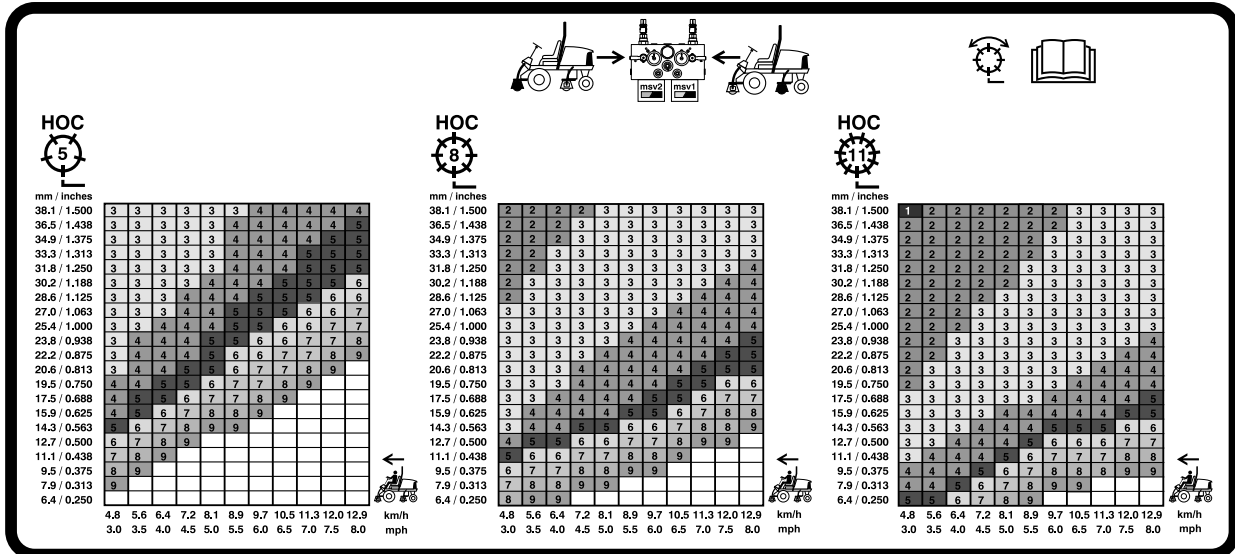 msv2 msv1
HOC
5
mm / inches
38.1 / 1.500 3 3 3 3 3 3 4 4 4 4 4
36.5 / 1.438 3 3 3 3 3 4 4 4 4 4 5
34.9 / 1.375 3 3 3 3 3 4 4 4 4 5 5
33.3 / 1.313 3 3 3 3 3 4 4 4 5 5 5
31.8 / 1.250 3 3 3 3 3 4 4 4 5 5 5
30.2 / 1.188 3 3 3 3 4 4 4 5 5 5 6
28.6 / 1.125 3 3 3 4 4 4 5 5 5 6 6
27.0 / 1.063 3 3 3 4 4 5 5 5 6 6 7
25.4 / 1.000 3 3 4 4 4 5 5 6 6 7 7
23.8 / 0.938 3 4 4 4 5 5 6 6 7 7 8
22.2 / 0.875 3 4 4 4 5 6 6 7 7 8 9
20.6 / 0.813 3 4 4 5 5 6 7 7 8 9
19.5 / 0.750 4 4 5 5 6 7 7 8 9
17.5 / 0.688 4 5 5 6 7 7 8 9
15.9 / 0.625 4 5 6 7 8 8 9
14.3 / 0.563 5 6 7 8 9 9
12.7 / 0.500 6 7 8 9
11.1 / 0.438 7 8 9
9.5 / 0.375 8 9
7.9 / 0.313 9
6.4 / 0.250
4.8 5.6 6.4 7.2 8.1 8.9 9.7 10.5 11.3 12.0 12.9 km/h
3.0 3.5 4.0 4.5 5.0 5.5 6.0 6.5 7.0 7.5 8.0 mph
HOC
8
mm / inches
38.1 / 1.500 2 2 2 2 3 3 3 3 3 3 3
36.5 / 1.438 2 2 2 3 3 3 3 3 3 3 3
34.9 / 1.375 2 2 2 3 3 3 3 3 3 3 3
33.3 / 1.313 2 2 3 3 3 3 3 3 3 3 3
31.8 / 1.250 2 2 3 3 3 3 3 3 3 3 4
30.2 / 1.188 2 3 3 3 3 3 3 3 3 4 4
28.6 / 1.125 2 3 3 3 3 3 3 3 4 4 4
27.0 / 1.063 3 3 3 3 3 3 3 4 4 4 4
25.4 / 1.000 3 3 3 3 3 3 4 4 4 4 4
23.8 / 0.938 3 3 3 3 3 4 4 4 4 4 5
22.2 / 0.875 3 3 3 3 4 4 4 4 4 5 5
20.6 / 0.813 3 3 3 4 4 4 4 4 5 5 5
19.5 / 0.750 3 3 3 4 4 4 4 5 5 6 6
17.5 / 0.688 3 3 3 4 4 4 5 5 6 7 7
15.9 / 0.625 3 4 4 4 4 5 5 6 7 8 8
14.3 / 0.563 3 4 4 5 5 6 6 7 8 8 9
12.7 / 0.500 4 5 5 6 6 7 7 8 9 9
11.1 / 0.438 5 6 6 7 7 8 8 9
9.5 / 0.375 6 7 7 8 8 9 9
7.9 / 0.313 7 8 8 9 9
6.4 / 0.250 8 9 9
4.8 5.6 6.4 7.2 8.1 8.9 9.7 10.5 11.3 12.0 12.9 km/h
3.0 3.5 4.0 4.5 5.0 5.5 6.0 6.5 7.0 7.5 8.0 mph
HOC
11
mm / inches
38.1 / 1.500 1 2 2 2 2 2 2 3 3 3 3
36.5 / 1.438 2 2 2 2 2 2 2 3 3 3 3
34.9 / 1.375 2 2 2 2 2 2 3 3 3 3 3
33.3 / 1.313 2 2 2 2 2 2 3 3 3 3 3
31.8 / 1.250 2 2 2 2 2 3 3 3 3 3 3
30.2 / 1.188 2 2 2 2 3 3 3 3 3 3 3
28.6 / 1.125 2 2 2 2 3 3 3 3 3 3 3
27.0 / 1.063 2 2 2 3 3 3 3 3 3 3 3
25.4 / 1.000 2 2 2 3 3 3 3 3 3 3 3
23.8 / 0.938 2 2 3 3 3 3 3 3 3 3 4
22.2 / 0.875 2 2 3 3 3 3 3 3 3 4 4
20.6 / 0.813 2 3 3 3 3 3 3 3 4 4 4
19.5 / 0.750 2 3 3 3 3 3 3 4 4 4 4
17.5 / 0.688 3 3 3 3 3 3 4 4 4 4 5
15.9 / 0.625 3 3 3 3 4 4 4 4 4 5 5
14.3 / 0.563 3 3 3 4 4 4 5 5 5 6 6
12.7 / 0.500 3 3 4 4 4 5 6 6 6 7 7
11.1 / 0.438 3 4 4 4 5 6 6 7 7 8 8
9.5 / 0.375 4 4 4 5 6 7 7 8 8 9 9
7.9 / 0.313 4 4 5 6 7 8 9 9
6.4 / 0.250 5 5 6 7 8 9
4.8 5.6 6.4 7.2 8.1 8.9 9.7 10.5 11.3 12.0 12.9 km/h
3.0 3.5 4.0 4.5 5.0 5.5 6.0 6.5 7.0 7.5 8.0 mph